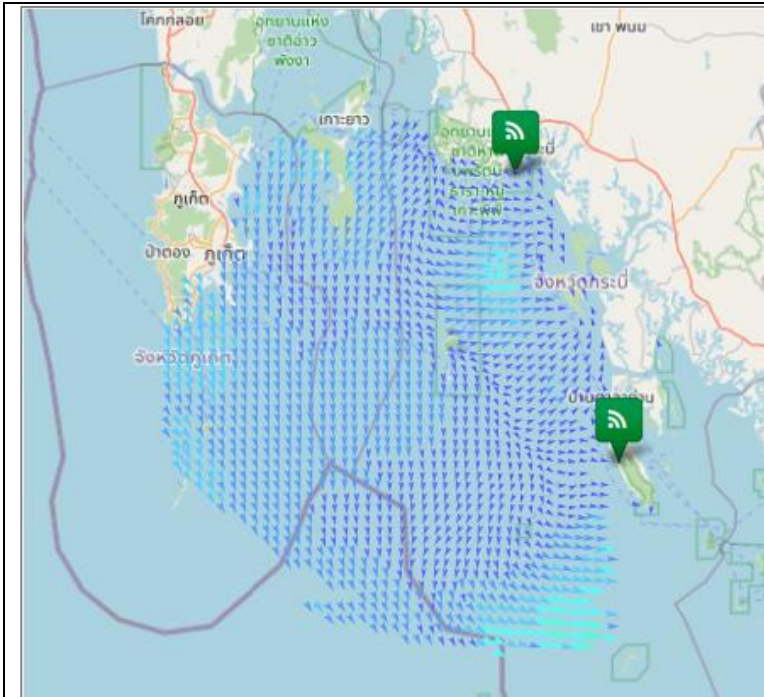 โคกกลอย
อุทยานแห่ง
ชาติอ่าว
พังงา
เขา พนม
เกาะยาว
ภูเก็ต
ป่าตอง
ภูเก็ต
จังหวัดกระบี่
จังหวัดภูเก็ต